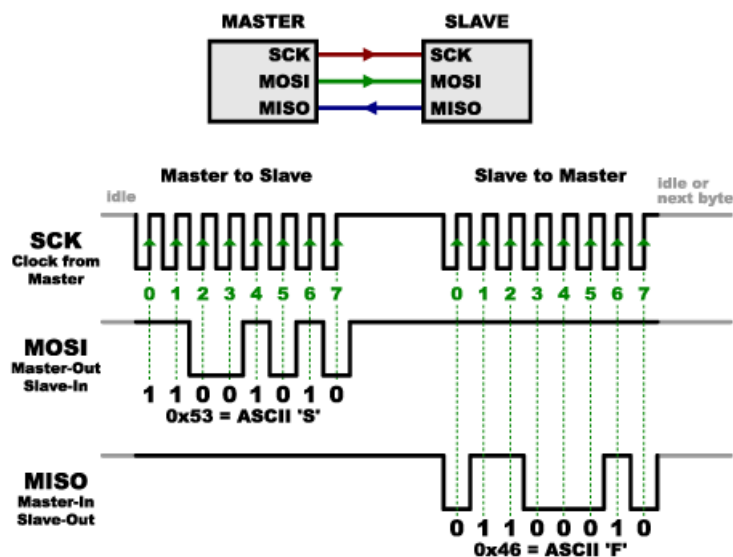 MASTER SLAVE
SCK SCK
MOSI MOSI
MISO MISO
Master to Slave Slave to Master
idle
idle or
next byte
SCK
Clock from
Master
0 1 2 3 4 5 6 7 0 1 2 3 4 5 6 7
MOSI
Master-Out
Slave-In
1 1 0 0 1 0 1 0
0x53 = ASCII 'S'
MISO
Master-In
Slave-Out
0 1 1 0 0 0 1 0
0x46 = ASCII 'F'